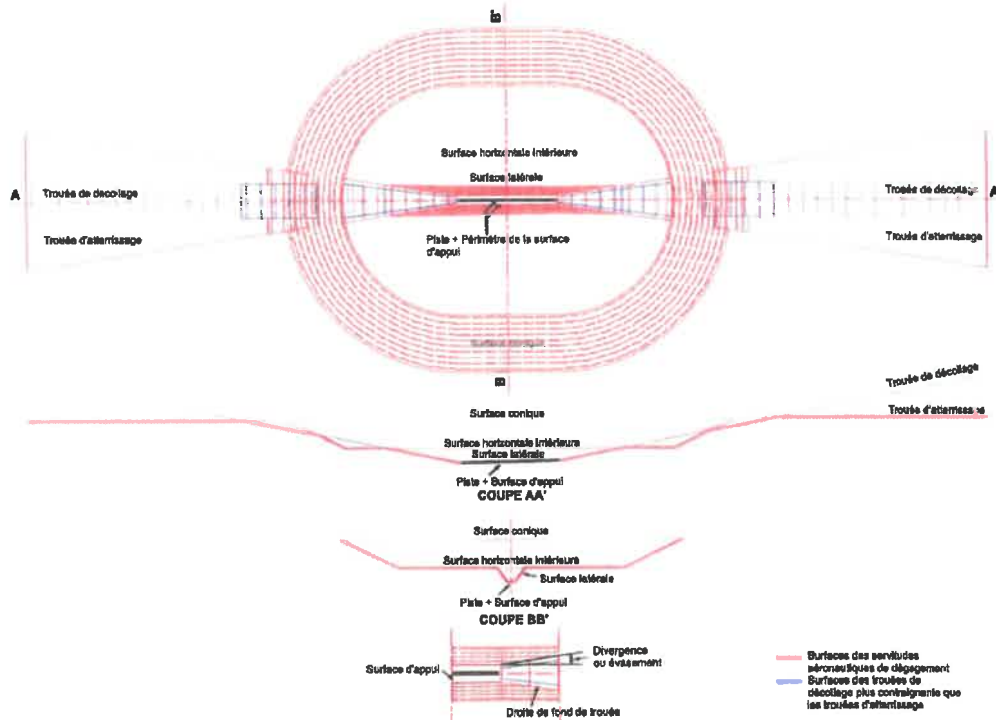 B'
Surface horizontale intérieure
Surface latérale
A
Trouée de decollage
Trouée de décollage
A'
Trouée d'atterrissage
Trouée d'atterrissage
Piste + Périmètre de la surface
d'appui
Surface conique
B
Trouée de décollage
Surface conique
Trouée d'atterrissage
Surface horizontale intérieure
Surface latérale
Piste + Surface d'appui
COUPE AA'
Surface conique
Surface horizontale intérieure
Surface latérale
Piste + Surface d'appui
COUPE BB'
Surface d'appui
Divergence
ou évasement
Droite de fond de trouée
Surfaces des servitudes
aéronautiques de dégagement
Surfaces des trouées de
décollage plus contraignante que
les trouées d'atterrissage